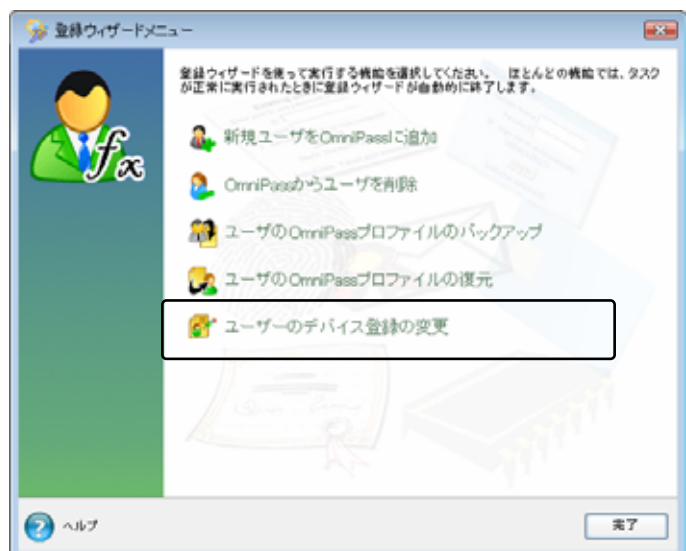 登録ウィザードメニュー
登録ウィザードを使って実行する機能を選択してください。 ほとんどの機能では、タスク
が正常に実行されたときに登録ウィザードが自動的に終了します。
fx
新規ユーザをOmniPassに追加
OmniPassからユーザを削除
ユーザのOmniPassプロファイルのバックアップ
ユーザのOmniPassプロファイルの復元
ユーザーのデバイス登録の変更
ヘルプ
完了